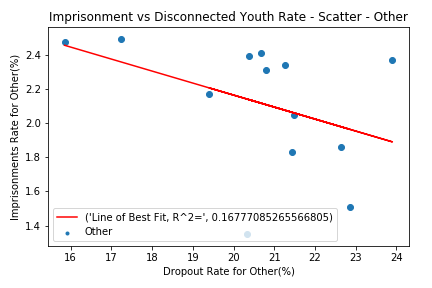 Imprisonment vs Disconnected Youth Rate - Scatter - Other
Imprisonments Rate for Other(%)
2.4
2.2
2.0
1.8
1.6
1.4
('Line of Best Fit, R^2=', 0.16777085265566805)
Other
16 17 18 19 20 21 22 23 24
Dropout Rate for Other(%)